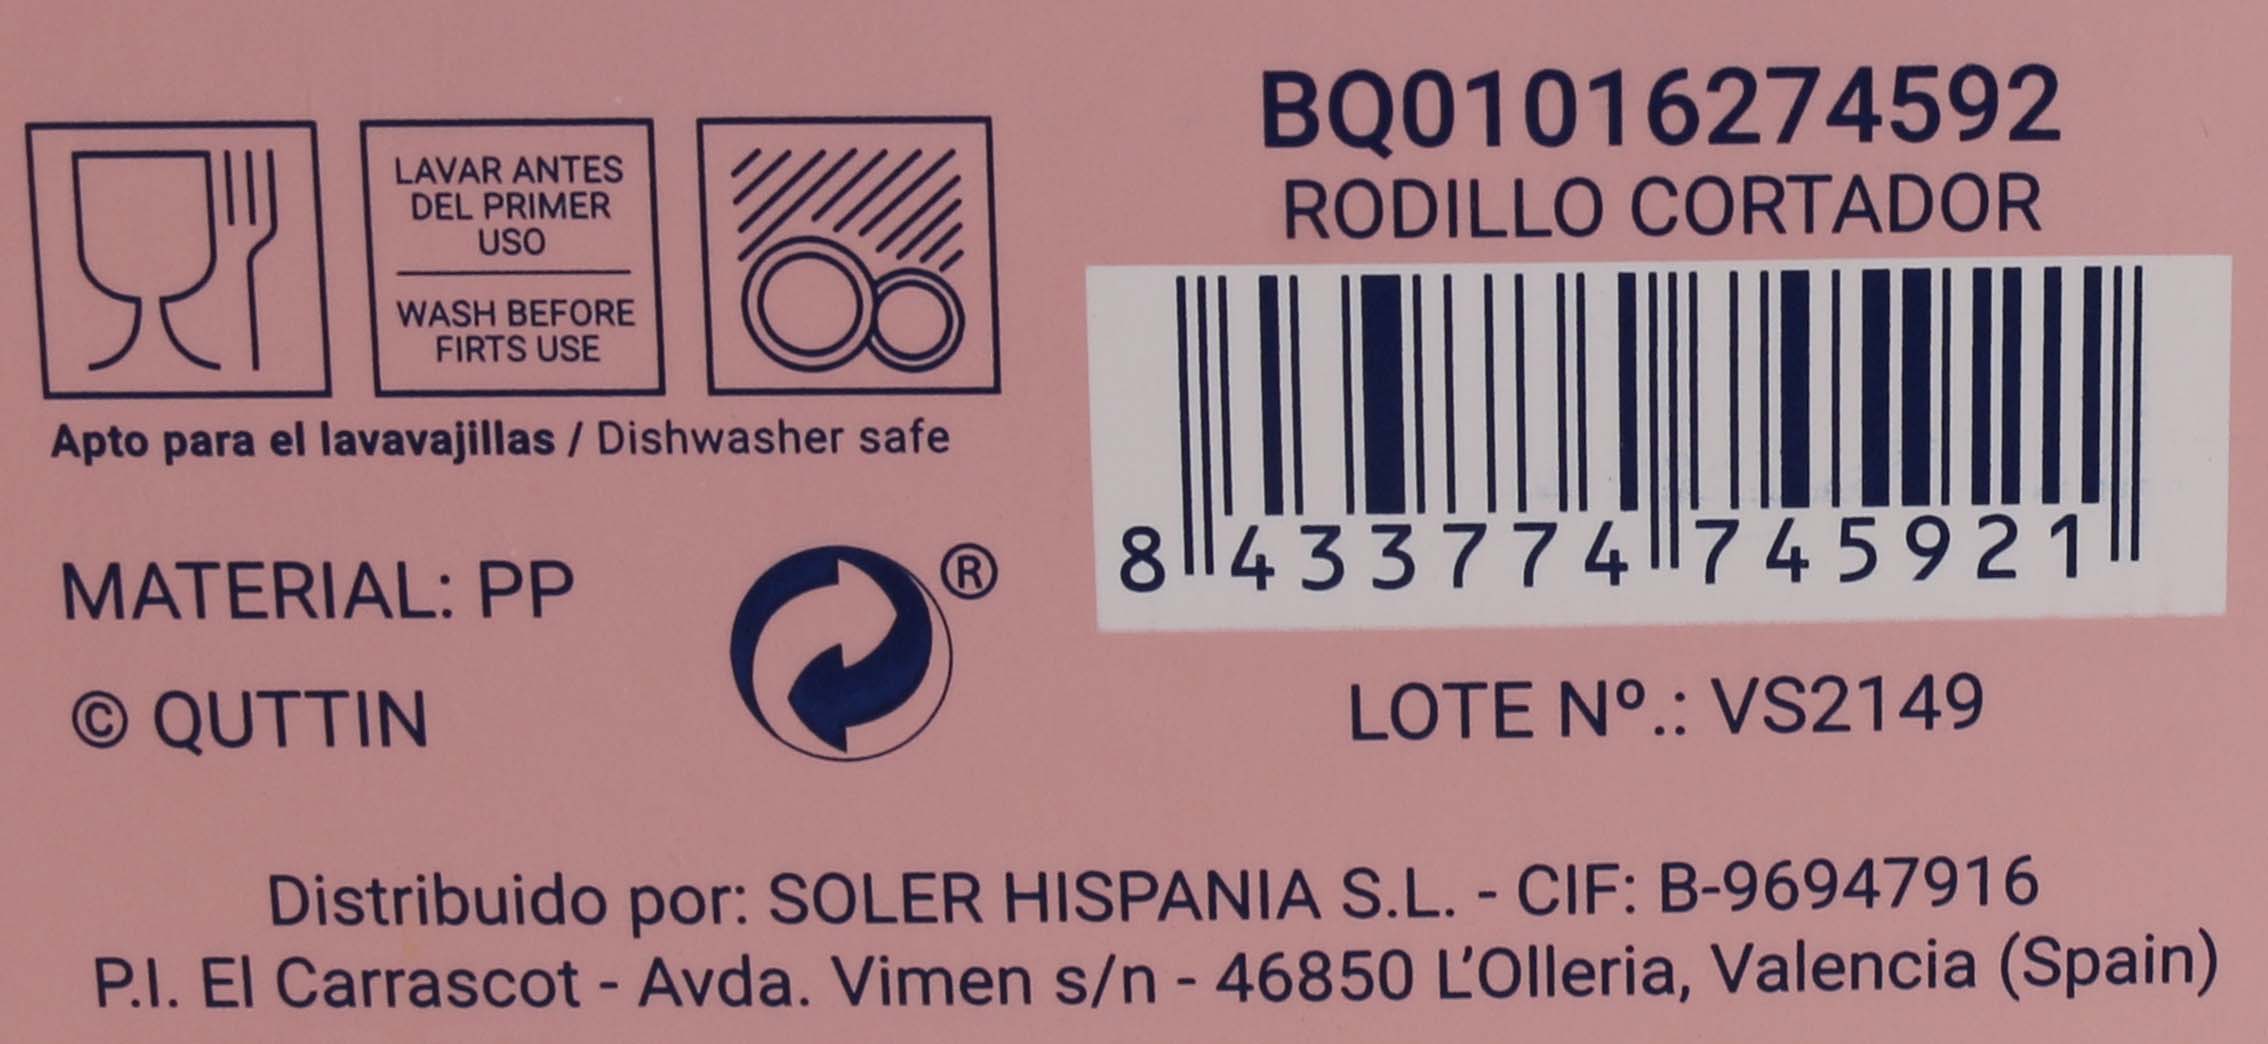 LAVAR ANTES
DEL PRIMER
USO
WASH BEFORE
FIRTS USE
Apto para el lavavajillas / Dishwasher safe
MATERIAL: PP
®
© QUTTIN
BQ01016274592
RODILLO CORTADOR
8 433774 745921
LOTE Nº.: VS2149
Distribuido por: SOLER HISPANIA S.L. - CIF: B-96947916
P.I. El Carrascot - Avda. Vimen s/n - 46850 L'Olleria, Valencia (Spain)